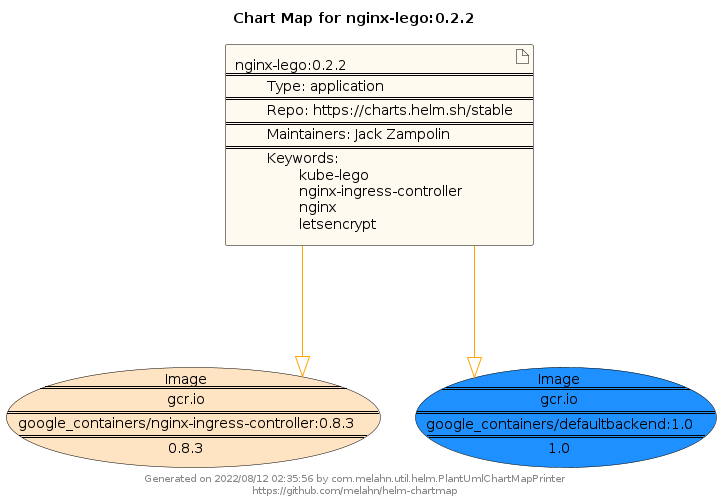 Chart Map for nginx-lego:0.2.2
nginx-lego:0.2.2
Type: application
Repo: https://charts.helm.sh/stable
Maintainers: Jack Zampolin
Keywords:
kube-lego
nginx-ingress-controller
nginx
letsencrypt
Image
gcr.io
google_containers/nginx-ingress-controller:0.8.3
0.8.3
Image
gcr.io
google_containers/defaultbackend:1.0
1.0
Generated on 2022/08/12 02:35:56 by com.melahn.util.helm.PlantUmlChartMapPrinter
https://github.com/melahn/helm-chartmap